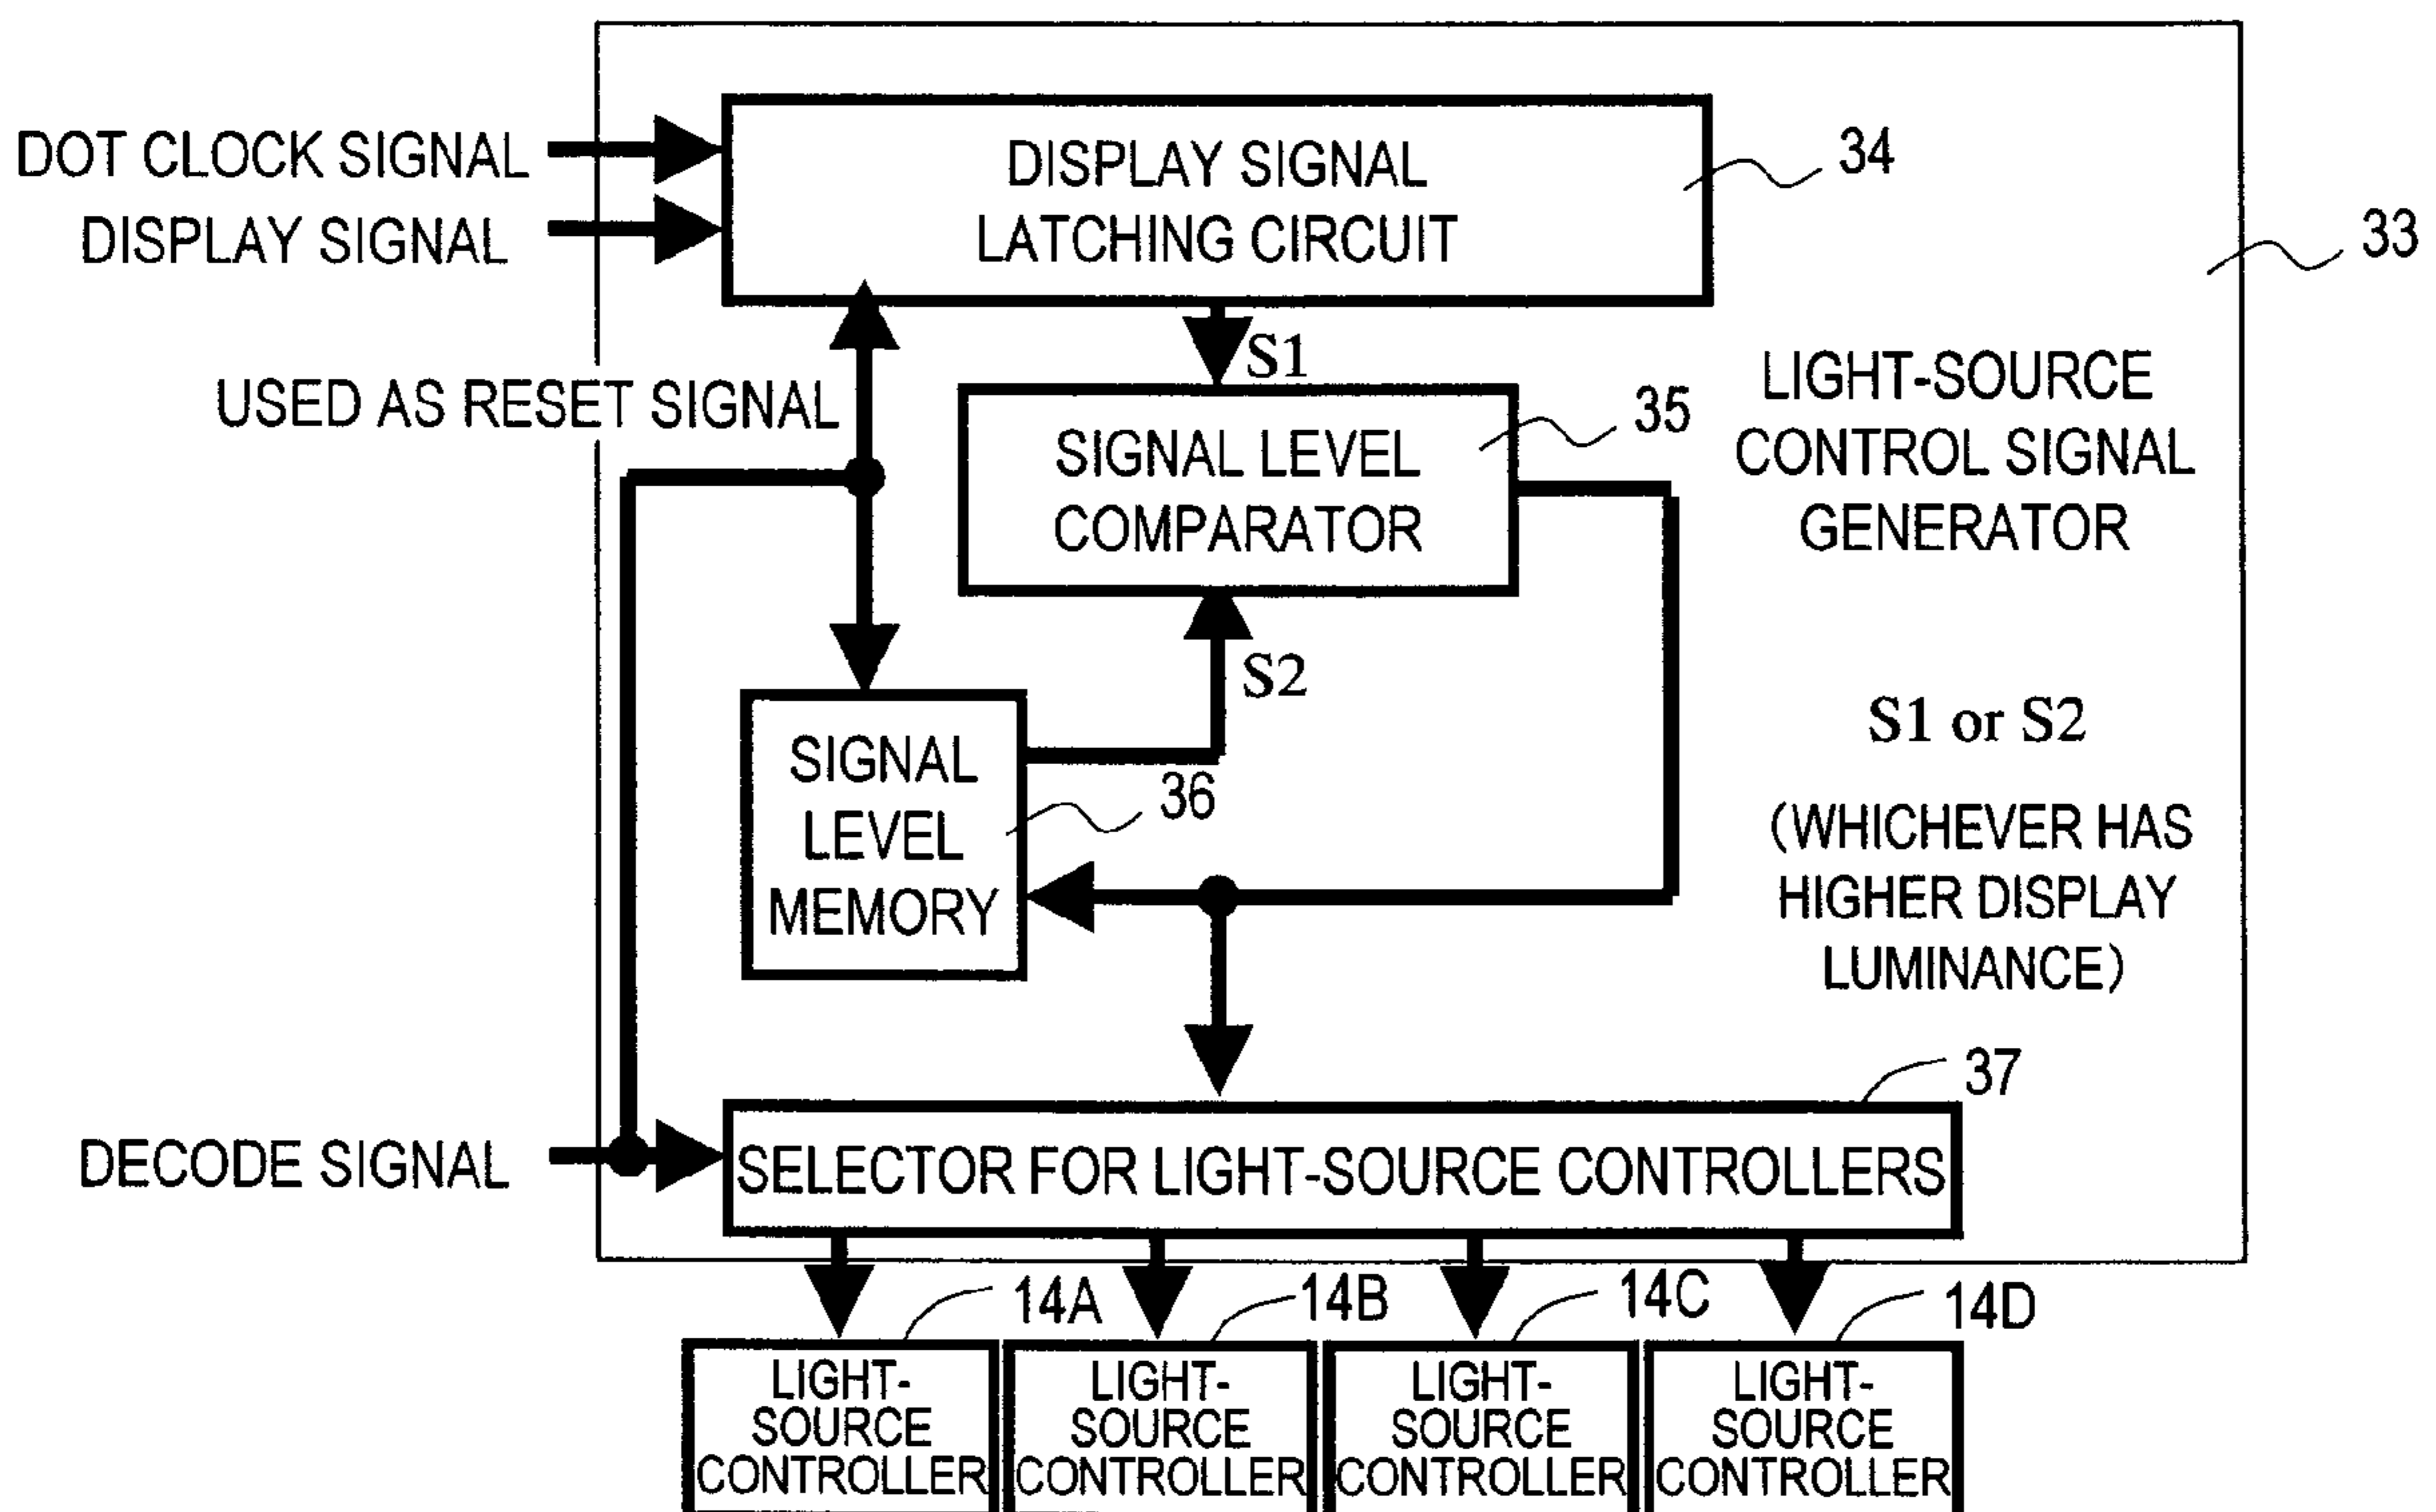 DOT CLOCK SIGNAL
DISPLAY SIGNAL
DISPLAY SIGNAL
LATCHING CIRCUIT
34
33
USED AS RESET SIGNAL
S1
35
SIGNAL LEVEL
COMPARATOR
LIGHT-SOURCE
CONTROL SIGNAL
GENERATOR
S2
SIGNAL
LEVEL
MEMORY
36
S1 or S2
(WHICHEVER HAS
HIGHER DISPLAY
LUMINANCE)
37
DECODE SIGNAL
SELECTOR FOR LIGHT-SOURCE CONTROLLERS
14A
14B
14C
14D
LIGHT-
SOURCE
CONTROLLER
LIGHT-
SOURCE
CONTROLLER
LIGHT-
SOURCE
CONTROLLER
LIGHT-
SOURCE
CONTROLLER